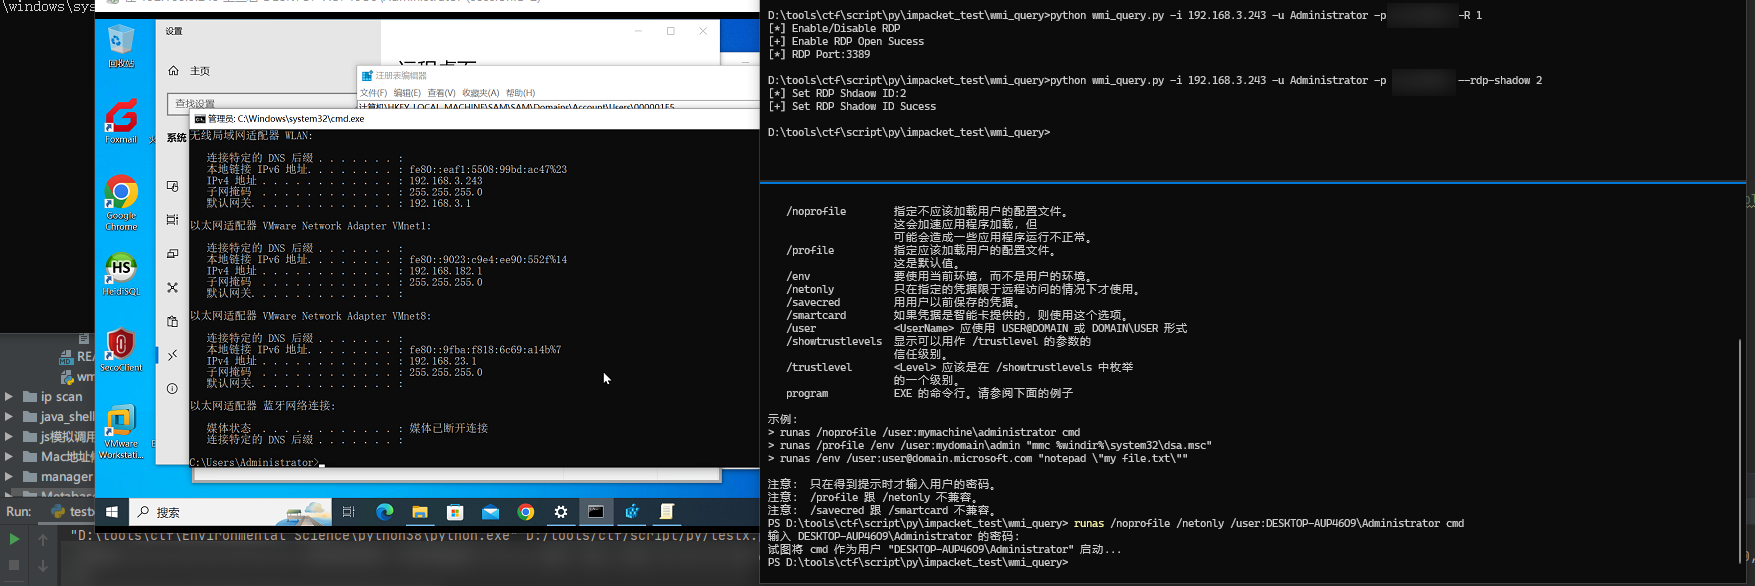 \windows\sys
回收站
Foxmail
火
Google
Chrome
HeidiSQL
SecoClient
VMware
Workstati...
E
设置
主页
查找设置
系统
远程桌面
注册表编辑器
文件(F) 编辑(E) 查看(V) 收藏夹(A) 帮助(H)
计算机\HKEY_LOCAL_MACHINE\SAM\SAM\Domains\Account\Users\000001F5
管理员: C:\Windows\system32\cmd.exe
无线局域网适配器 WLAN:
连接特定的 DNS 后缀 . . . . . . . :
本地链接 IPv6 地址. . . . . . . . : fe80::eaf1:5508:99bd:ac47%23
IPv4 地址 . . . . . . . . . . . . : 192.168.3.243
子网掩码 . . . . . . . . . . . . : 255.255.255.0
默认网关. . . . . . . . . . . . . : 192.168.3.1
以太网适配器 VMware Network Adapter VMnet1:
连接特定的 DNS 后缀 . . . . . . . :
本地链接 IPv6 地址. . . . . . . . : fe80::9023:c9e4:ee90:552f%14
IPv4 地址 . . . . . . . . . . . . : 192.168.182.1
子网掩码 . . . . . . . . . . . . : 255.255.255.0
默认网关. . . . . . . . . . . . . :
以太网适配器 VMware Network Adapter VMnet8:
连接特定的 DNS 后缀 . . . . . . . :
本地链接 IPv6 地址. . . . . . . . : fe80::9fba:f818:6c69:a14b%7
IPv4 地址 . . . . . . . . . . . . : 192.168.23.1
子网掩码 . . . . . . . . . . . . : 255.255.255.0
默认网关. . . . . . . . . . . . . :
以太网适配器 蓝牙网络连接:
媒体状态 . . . . . . . . . . . . : 媒体已断开连接
连接特定的 DNS 后缀 . . . . . . . :
C:\Users\Administrator>
搜索
REA
wm
ip scan
java_shell
js模拟调用
Mac地址
manager
Metabase
Run:
testx
"D:\tools\ctf\Environmental Science\python38\python.exe" D:/tools/ctf/script/py/testx.p
D:\tools\ctf\script\py\impacket_test\wmi_query>python wmi_query.py -i 192.168.3.243 -u Administrator -p -R 1
[*] Enable/Disable RDP
[+] Enable RDP Open Sucess
[*] RDP Port:3389
D:\tools\ctf\script\py\impacket_test\wmi_query>python wmi_query.py -i 192.168.3.243 -u Administrator -p --rdp-shadow 2
[*] Set RDP Shdaow ID:2
[+] Set RDP Shadow ID Sucess
D:\tools\ctf\script\py\impacket_test\wmi_query>
/noprofile 指定不应该加载用户的配置文件。
这会加速应用程序加载，但
可能会造成一些应用程序运行不正常。
/profile 指定应该加载用户的配置文件。
这是默认值。
/env 要使用当前环境，而不是用户的环境。
/netonly 只在指定的凭据限于远程访问的情况下才使用。
/savecred 用用户以前保存的凭据。
/smartcard 如果凭据是智能卡提供的，则使用这个选项。
/user <UserName> 应使用 USER@DOMAIN 或 DOMAIN\USER 形式
/showtrustlevels 显示可以用作 /trustlevel 的参数的
信任级别。
/trustlevel <Level> 应该是在 /showtrustlevels 中枚举
的一个级别。
program EXE 的命令行。请参阅下面的例子
示例:
> runas /noprofile /user:mymachine\administrator cmd
> runas /profile /env /user:mydomain\admin "mmc %windir%\system32\dsa.msc"
> runas /env /user:user@domain.microsoft.com "notepad \"my file.txt\""
注意: 只在得到提示时才输入用户的密码。
注意: /profile 跟 /netonly 不兼容。
注意: /savecred 跟 /smartcard 不兼容。
PS D:\tools\ctf\script\py\impacket_test\wmi_query> runas /noprofile /netonly /user:DESKTOP-AUP46O9\Administrator cmd
输入 DESKTOP-AUP46O9\Administrator 的密码:
试图将 cmd 作为用户 "DESKTOP-AUP46O9\Administrator" 启动...
PS D:\tools\ctf\script\py\impacket_test\wmi_query>